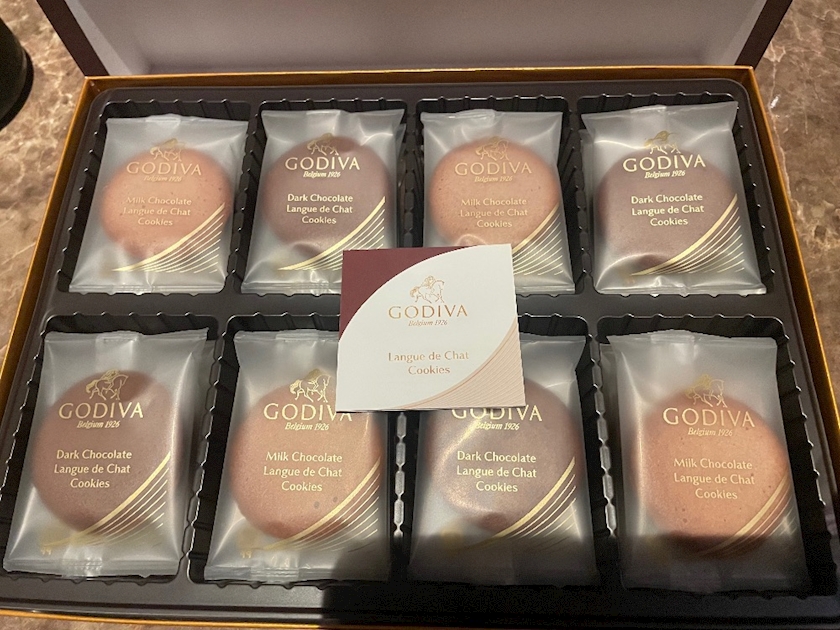 GODIVA
Belgium 1926
Milk Chocolate
Langue de Chat
Cookies
GODIVA
Belgium 1926
Dark Chocolate
Langue de Chat
Cookies
GODIVA
Belgium 1926
Milk Chocolate
Langue de Chat
Cookies
GODIVA
Belgium 1926
Dark Chocolate
Langue de Chat
Cookies
GODIVA
Belgium 1926
Langue de Chat
Cookies
GODIVA
Belgium 1926
Dark Chocolate
Langue de Chat
Cookies
GODIVA
Belgium 1926
Milk Chocolate
Langue de Chat
Cookies
GODIVA
Belgium 1926
Dark Chocolate
Langue de Chat
Cookies
GODIVA
Belgium 1926
Milk Chocolate
Langue de Chat
Cookies